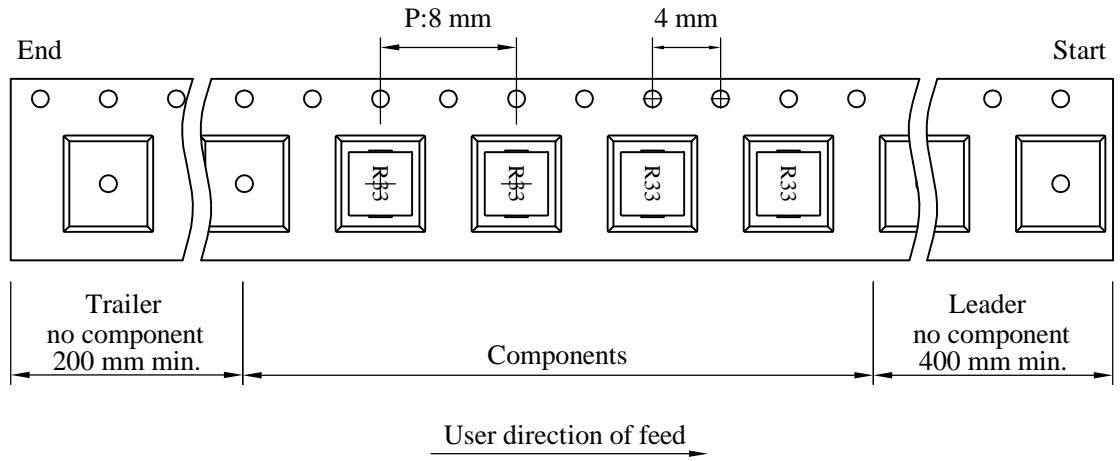 P:8 mm
4 mm
End
Start
R33
R33
R33
R33
Trailer
no component
200 mm min.
Components
Leader
no component
400 mm min.
User direction of feed